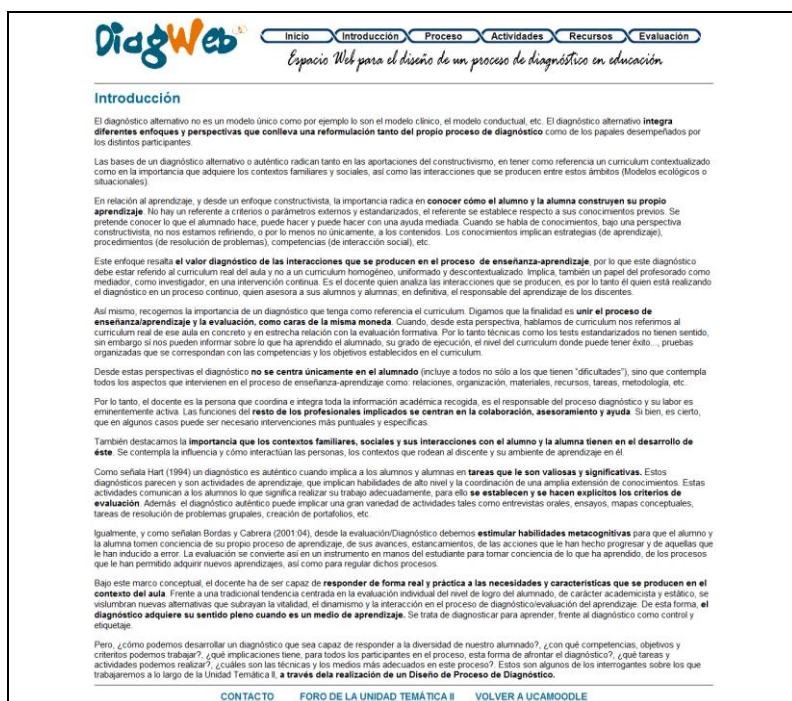 DiagWeb
Inicio Introducción Proceso Actividades Recursos Evaluación
Espacio Web para el diseño de un proceso de diagnóstico en educación
Introducción
El diagnóstico alternativo no es un modelo único como por ejemplo lo son el modelo clínico, el modelo conductual, etc. El diagnóstico alternativo integra
diferentes enfoques y perspectivas que conlleva una reformulación tanto del propio proceso de diagnóstico como de los papales desempeñados por
los distintos participantes.
Las bases de un diagnóstico alternativo o auténtico radican tanto en las aportaciones del constructivismo, en tener como referencia un curriculum contextualizado
como en la importancia que adquiere los contextos familiares y sociales, así como las interacciones que se producen entre estos ámbitos (Modelos ecológicos o
situacionales).
En relación al aprendizaje, y desde un enfoque constructivista, la importancia radica en conocer cómo el alumno y la alumna construyen su propio
aprendizaje. No hay un referente a criterios o parámetros externos y estandarizados, el referente se establece respecto a sus conocimientos previos. Se
pretende conocer lo que el alumnado hace, puede hacer y puede hacer con una ayuda mediada. Cuando se habla de conocimientos, bajo una perspectiva
constructivista, no nos estamos refiriendo, o por lo menos no únicamente, a los contenidos. Los conocimientos implican estrategias (de aprendizaje),
procedimientos (de resolución de problemas), competencias (de interacción social), etc.
Este enfoque resalta el valor diagnóstico de las interacciones que se producen en el proceso de enseñanza-aprendizaje, por lo que este diagnóstico
debe estar referido al curriculum real del aula y no a un curriculum homogéneo, uniformado y descontextualizado. Implica, también un papel del profesorado como
mediador, como investigador, en una intervención continua. Es el docente quien analiza las interacciones que se producen, es por lo tanto él quien está realizando
el diagnóstico en un proceso continuo, quien asesora a sus alumnos y alumnas; en definitiva, el responsable del aprendizaje de los discentes.
Así mismo, recogemos la importancia de un diagnóstico que tenga como referencia el curriculum. Digamos que la finalidad es unir el proceso de
enseñanza/aprendizaje y la evaluación, como caras de la misma moneda. Cuando, desde esta perspectiva, hablamos de curriculum nos referimos al
curriculum real de ese aula en concreto y en estrecha relación con la evaluación formativa. Por lo tanto técnicas como los tests estandarizados no tienen sentido,
sin embargo sí nos pueden informar sobre lo que ha aprendido el alumnado, su grado de ejecución, el nivel del curriculum donde puede tener éxito..., pruebas
organizadas que se correspondan con las competencias y los objetivos establecidos en el curriculum.
Desde estas perspectivas el diagnóstico no se centra únicamente en el alumnado (incluye a todos no sólo a los que tienen "dificultades"), sino que contempla
todos los aspectos que intervienen en el proceso de enseñanza-aprendizaje como: relaciones, organización, materiales, recursos, tareas, metodología, etc.
Por lo tanto, el docente es la persona que coordina e integra toda la información académica recogida, es el responsable del proceso diagnóstico y su labor es
eminentemente activa. Las funciones del resto de los profesionales implicados se centran en la colaboración, asesoramiento y ayuda. Si bien, es cierto,
que en algunos casos puede ser necesario intervenciones más puntuales y específicas.
También destacamos la importancia que los contextos familiares, sociales y sus interacciones con el alumno y la alumna tienen en el desarrollo de
éste. Se contempla la influencia y cómo interactúan las personas, los contextos que rodean al discente y su ambiente de aprendizaje en él.
Como señala Hart (1994) un diagnóstico es auténtico cuando implica a los alumnos y alumnas en tareas que le son valiosas y significativas. Estos
diagnósticos parecen y son actividades de aprendizaje, que implican habilidades de alto nivel y la coordinación de una amplia extensión de conocimientos. Estas
actividades comunican a los alumnos lo que significa realizar su trabajo adecuadamente, para ello se establecen y se hacen explícitos los criterios de
evaluación. Además el diagnóstico auténtico puede implicar una gran variedad de actividades tales como entrevistas orales, ensayos, mapas conceptuales,
tareas de resolución de problemas grupales, creación de portafolios, etc.
Igualmente, y como señalan Bordas y Cabrera (2001:04), desde la evaluación/Diagnóstico debemos estimular habilidades metacognitivas para que el alumno y
la alumna tomen conciencia de su propio proceso de aprendizaje, de sus avances, estancamientos, de las acciones que le han hecho progresar y de aquellas que
le han inducido a error. La evaluación se convierte así en un instrumento en manos del estudiante para tomar conciencia de lo que ha aprendido, de los procesos
que le han permitido adquirir nuevos aprendizajes, así como para regular dichos procesos.
Bajo este marco conceptual, el docente ha de ser capaz de responder de forma real y práctica a las necesidades y características que se producen en el
contexto del aula. Frente a una tradicional tendencia centrada en la evaluación individual del nivel de logro del alumnado, de carácter academicista y estático, se
vislumbran nuevas alternativas que subrayan la vitalidad, el dinamismo y la interacción en el proceso de diagnóstico/evaluación del aprendizaje. De esta forma, el
diagnóstico adquiere su sentido pleno cuando es un medio de aprendizaje. Se trata de diagnosticar para aprender, frente al diagnóstico como control y
etiquetaje.
Pero, ¿cómo podemos desarrollar un diagnóstico que sea capaz de responder a la diversidad de nuestro alumnado?, ¿con qué competencias, objetivos y
criterios podemos trabajar?, ¿qué implicaciones tiene, para todos los participantes en el proceso, esta forma de afrontar el diagnóstico?, ¿qué tareas y
actividades podemos realizar?, ¿cuáles son las técnicas y los medios más adecuados en este proceso?. Estos son algunos de los interrogantes sobre los que
trabajaremos a lo largo de la Unidad Temática II, a través dela realización de un Diseño de Proceso de Diagnóstico.
CONTACTO FORO DE LA UNIDAD TEMÁTICA II VOLVER A UCAMOODLE